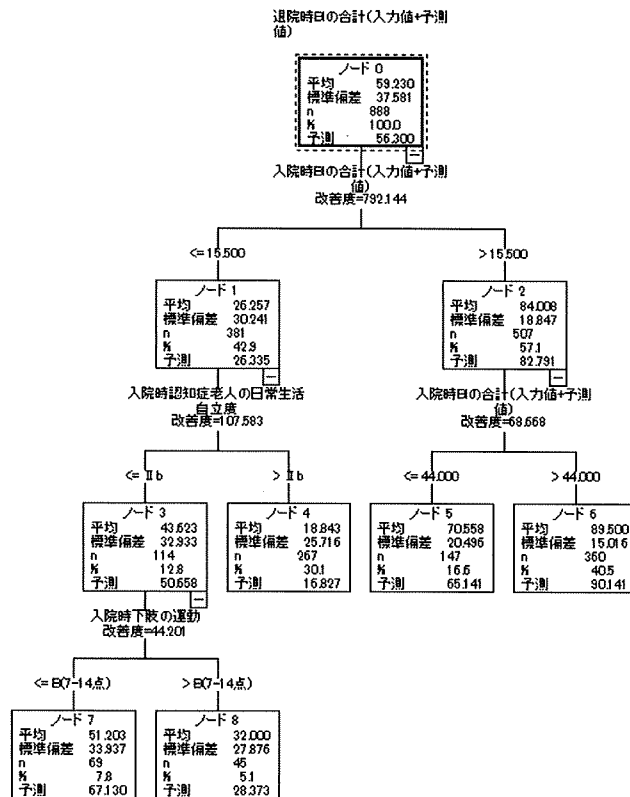 退院時BIの合計(入力値+予測
値)
ノード 0
平均 59.230
標準偏差 37.581
n 888
% 100.0
予測 56.300
入院時BIの合計(入力値+予測
値)
改善度=792.144
<=15.500
>15.500
ノード 1
平均 26.257
標準偏差 30.241
n 381
% 42.9
予測 26.335
ノード 2
平均 84.008
標準偏差 18.847
n 507
% 57.1
予測 82.791
入院時認知症老人の日常生活
自立度
改善度=107.583
入院時BIの合計(入力値+予測
値)
改善度=68.668
<= Ⅱb
> Ⅱb
<= 44.000
> 44.000
ノード 3
平均 43.623
標準偏差 32.933
n 114
% 12.8
予測 50.658
ノード 4
平均 18.843
標準偏差 25.716
n 267
% 30.1
予測 16.827
ノード 5
平均 70.558
標準偏差 20.496
n 147
% 16.6
予測 65.141
ノード 6
平均 89.500
標準偏差 15.016
n 360
% 40.5
予測 90.141
入院時下肢の運動
改善度=44.201
<= B(7-14点)
> B(7-14点)
ノード 7
平均 51.203
標準偏差 33.937
n 69
% 7.8
予測 67.130
ノード 8
平均 32.000
標準偏差 27.876
n 45
% 5.1
予測 28.373